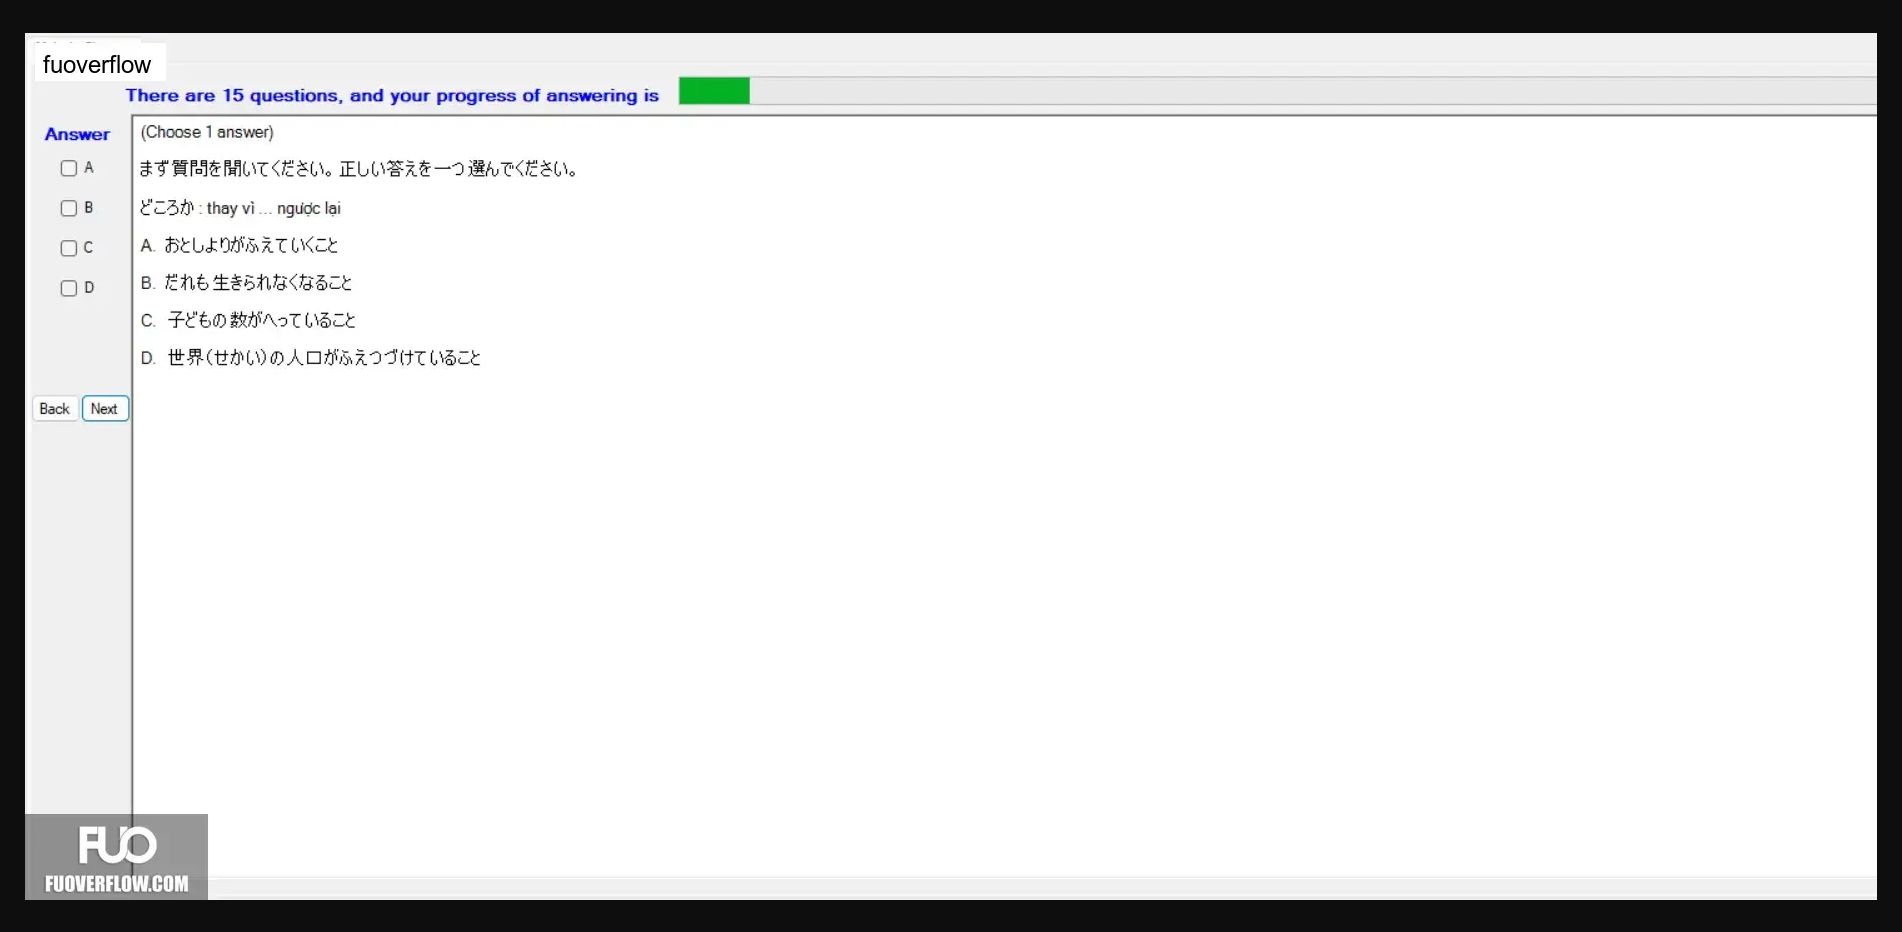 fuoverflow
There are 15 questions, and your progress of answering is
Answer
A
B
C
D
Back
Next
(Choose 1 answer)
まず質問を聞いてください。正しい答えを一つ選んでください。
どころか : thay vì ... ngược lại
A. おとしよりがふえていくこと
B. だれも生きられなくなること
C. 子どもの数がへっていること
D. 世界(せかい)の人口がふえつづけていること
FUO
FUOVERFLOW.COM